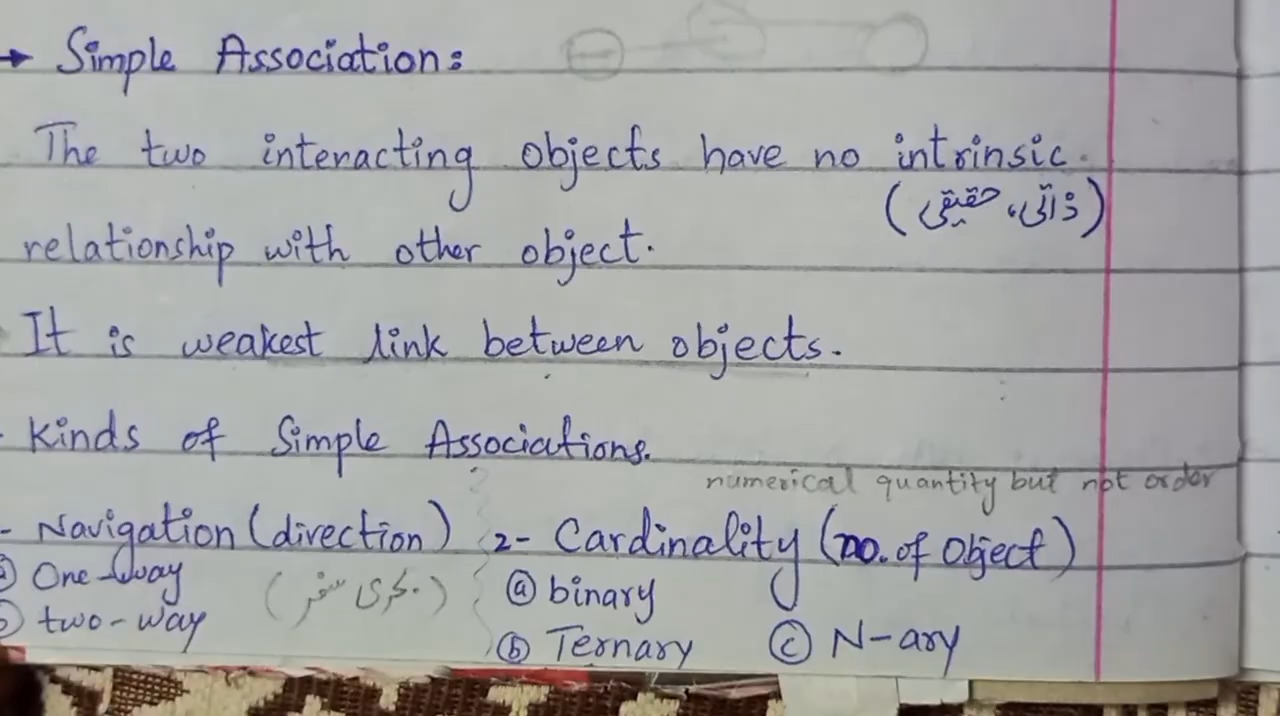 → Simple Association:
The two interacting objects have no intrinsic.
(ذاتی، حقیقی)
relationship with other object.
It is weakest link between objects.
- Kinds of Simple Associations.
numerical quantity but not order
- Navigation (direction) 2- Cardinality (no. of Object)
ⓐ One-way (بحری سفر) ⓐ binary
ⓑ two-way ⓑ Ternary ⓒ N-ary